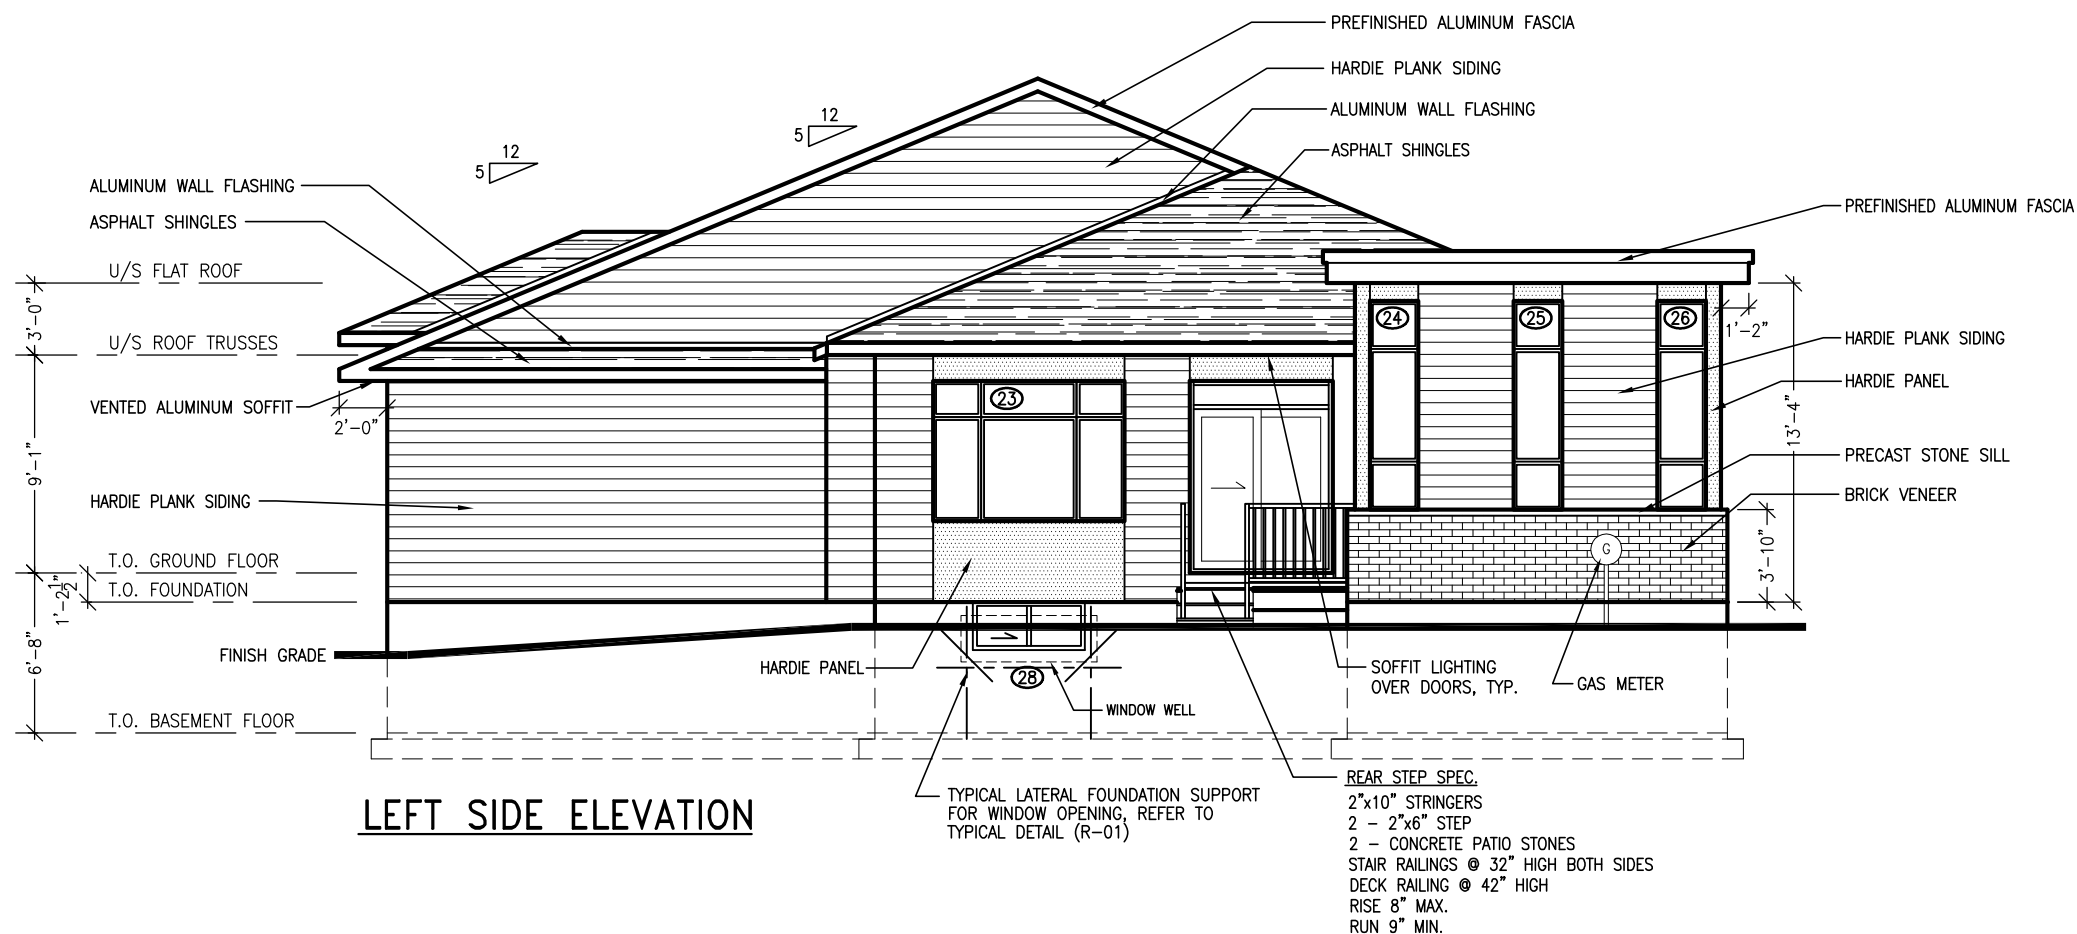 PREFINISHED ALUMINUM FASCIA
HARDIE PLANK SIDING
ALUMINUM WALL FLASHING
ASPHALT SHINGLES
12
5
12
5
ALUMINUM WALL FLASHING
ASPHALT SHINGLES
PREFINISHED ALUMINUM FASCIA
U/S FLAT ROOF
3'-0"
U/S ROOF TRUSSES
24
25
26
1'-2"
HARDIE PLANK SIDING
HARDIE PANEL
VENTED ALUMINUM SOFFIT
2'-0"
23
13'-4"
9'-1"
PRECAST STONE SILL
BRICK VENEER
HARDIE PLANK SIDING
G
3'-10"
T.O. GROUND FLOOR
1'-2 1/2"
T.O. FOUNDATION
6'-8"
FINISH GRADE
HARDIE PANEL
28
SOFFIT LIGHTING
OVER DOORS, TYP.
GAS METER
WINDOW WELL
T.O. BASEMENT FLOOR
LEFT SIDE ELEVATION
TYPICAL LATERAL FOUNDATION SUPPORT
FOR WINDOW OPENING, REFER TO
TYPICAL DETAIL (R-01)
REAR STEP SPEC.
2"x10" STRINGERS
2 - 2"x6" STEP
2 - CONCRETE PATIO STONES
STAIR RAILINGS @ 32" HIGH BOTH SIDES
DECK RAILING @ 42" HIGH
RISE 8" MAX.
RUN 9" MIN.